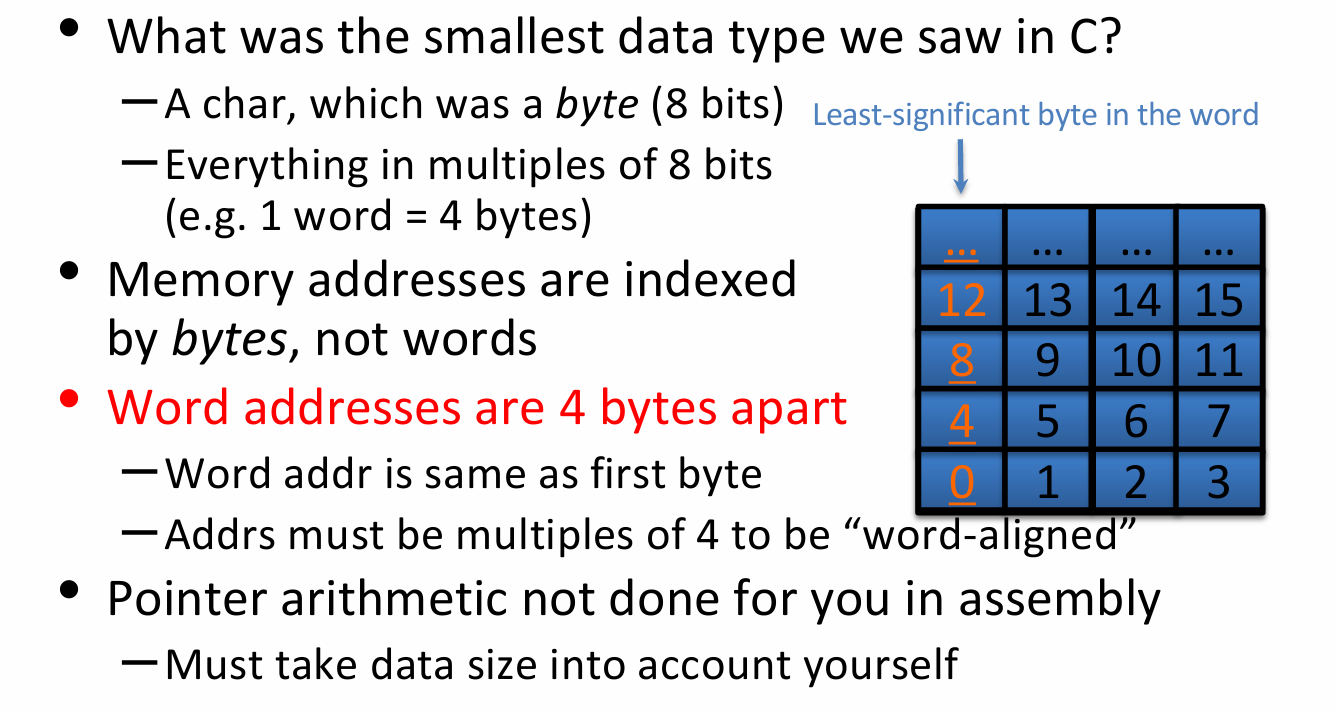 • What was the smallest data type we saw in C?
– A char, which was a byte (8 bits)
Least-significant byte in the word
– Everything in multiples of 8 bits
(e.g. 1 word = 4 bytes)
• Memory addresses are indexed
by bytes, not words
• Word addresses are 4 bytes apart
– Word addr is same as first byte
– Addrs must be multiples of 4 to be “word-aligned”
• Pointer arithmetic not done for you in assembly
– Must take data size into account yourself
... ... ... ...
12 13 14 15
8 9 10 11
4 5 6 7
0 1 2 3